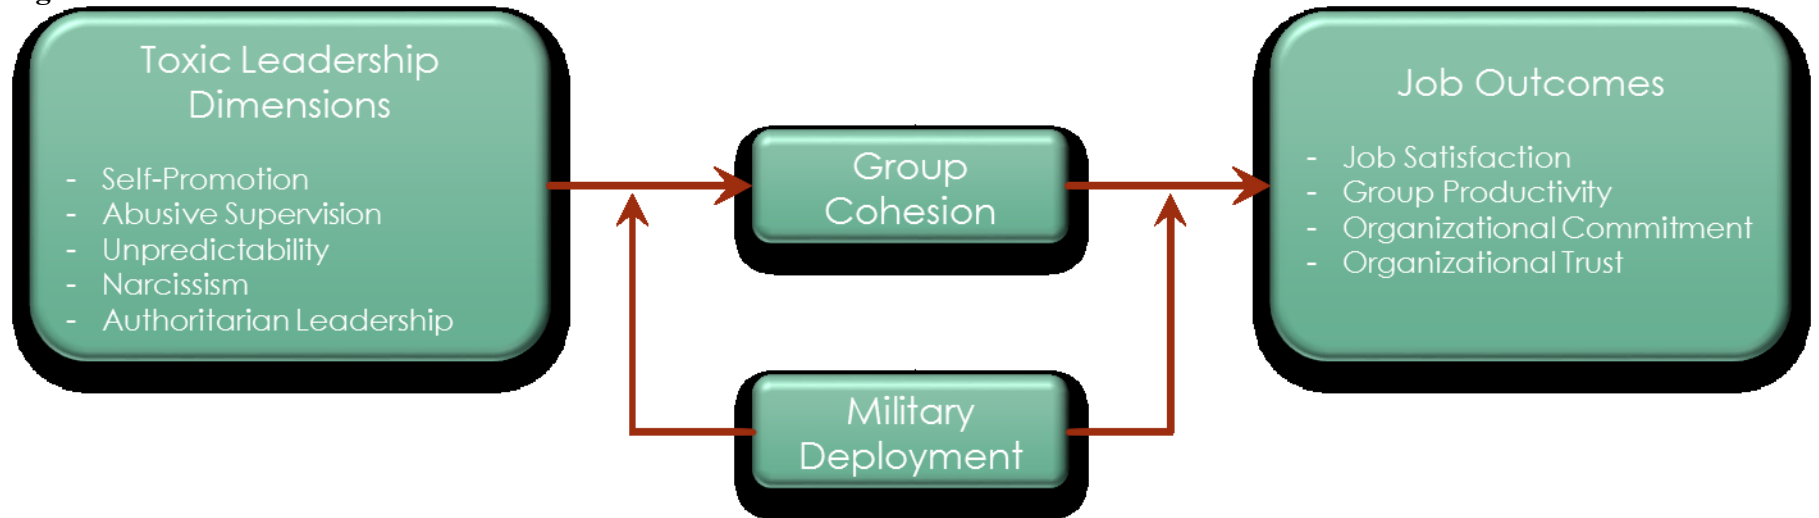 Toxic Leadership
Dimensions
- Self-Promotion
- Abusive Supervision
- Unpredictability
- Narcissism
- Authoritarian Leadership
Group
Cohesion
Military
Deployment
Job Outcomes
- Job Satisfaction
- Group Productivity
- Organizational Commitment
- Organizational Trust